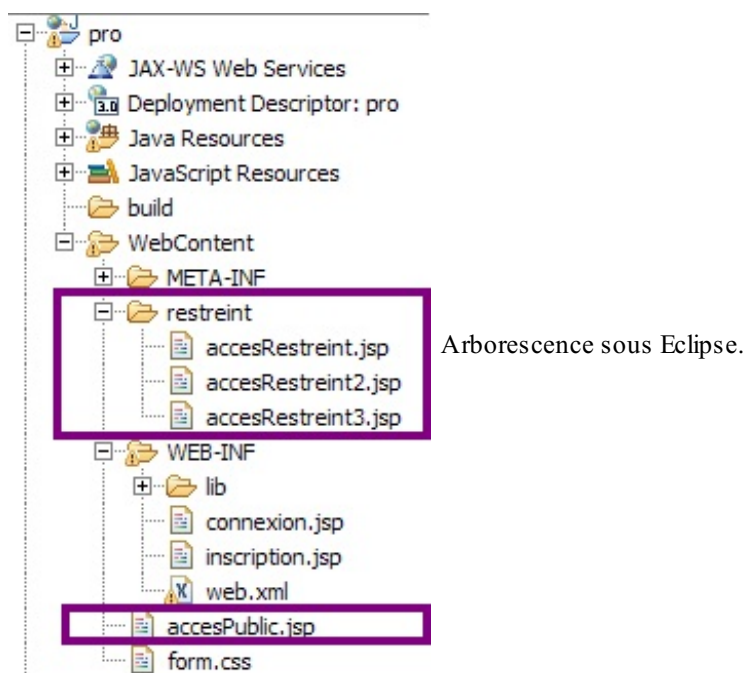 pro
JAX-WS Web Services
3.0 Deployment Descriptor: pro
Java Resources
JavaScript Resources
build
WebContent
META-INF
restreint
accesRestreint.jsp
Arborescence sous Eclipse.
accesRestreint2.jsp
accesRestreint3.jsp
WEB-INF
lib
connexion.jsp
inscription.jsp
X web.xml
accesPublic.jsp
form.css